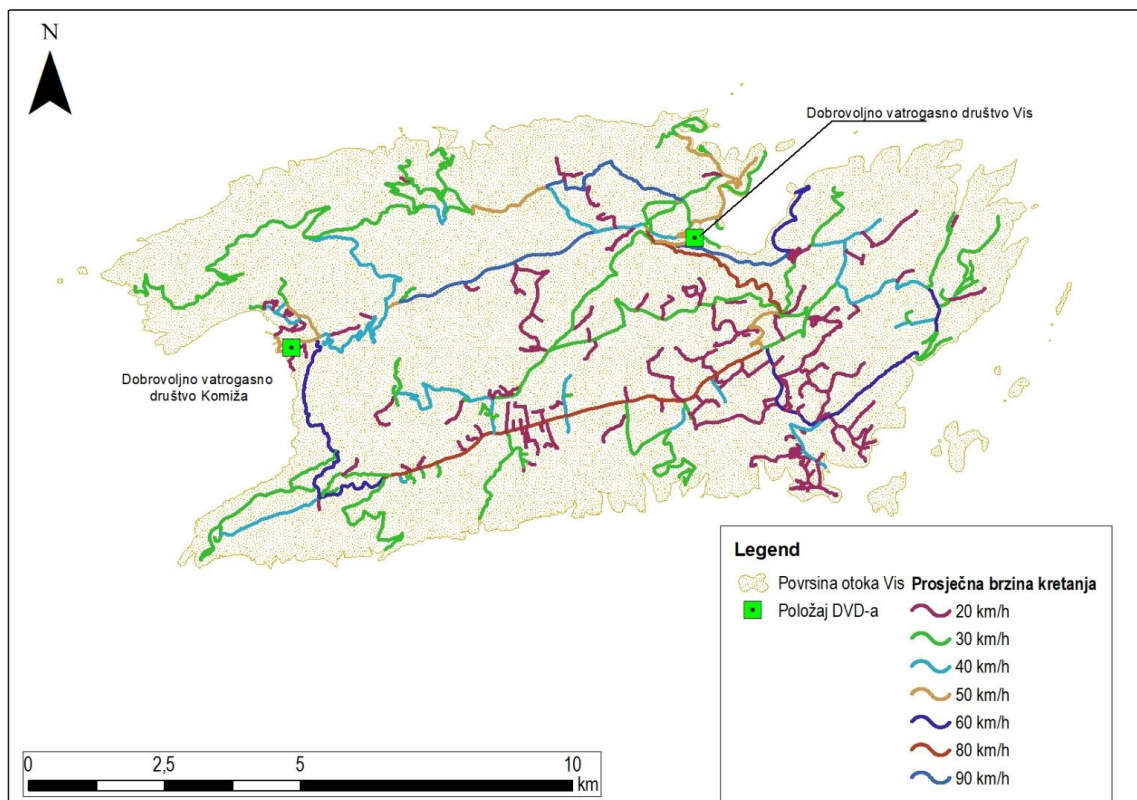 N
Dobrovoljno vatrogasno društvo Vis
Dobrovoljno vatrogasno
društvo Komiža
Legend
Povrsina otoka Vis
Položaj DVD-a
Prosječna brzina kretanja
20 km/h
30 km/h
40 km/h
50 km/h
60 km/h
80 km/h
90 km/h
0 2,5 5 10
km